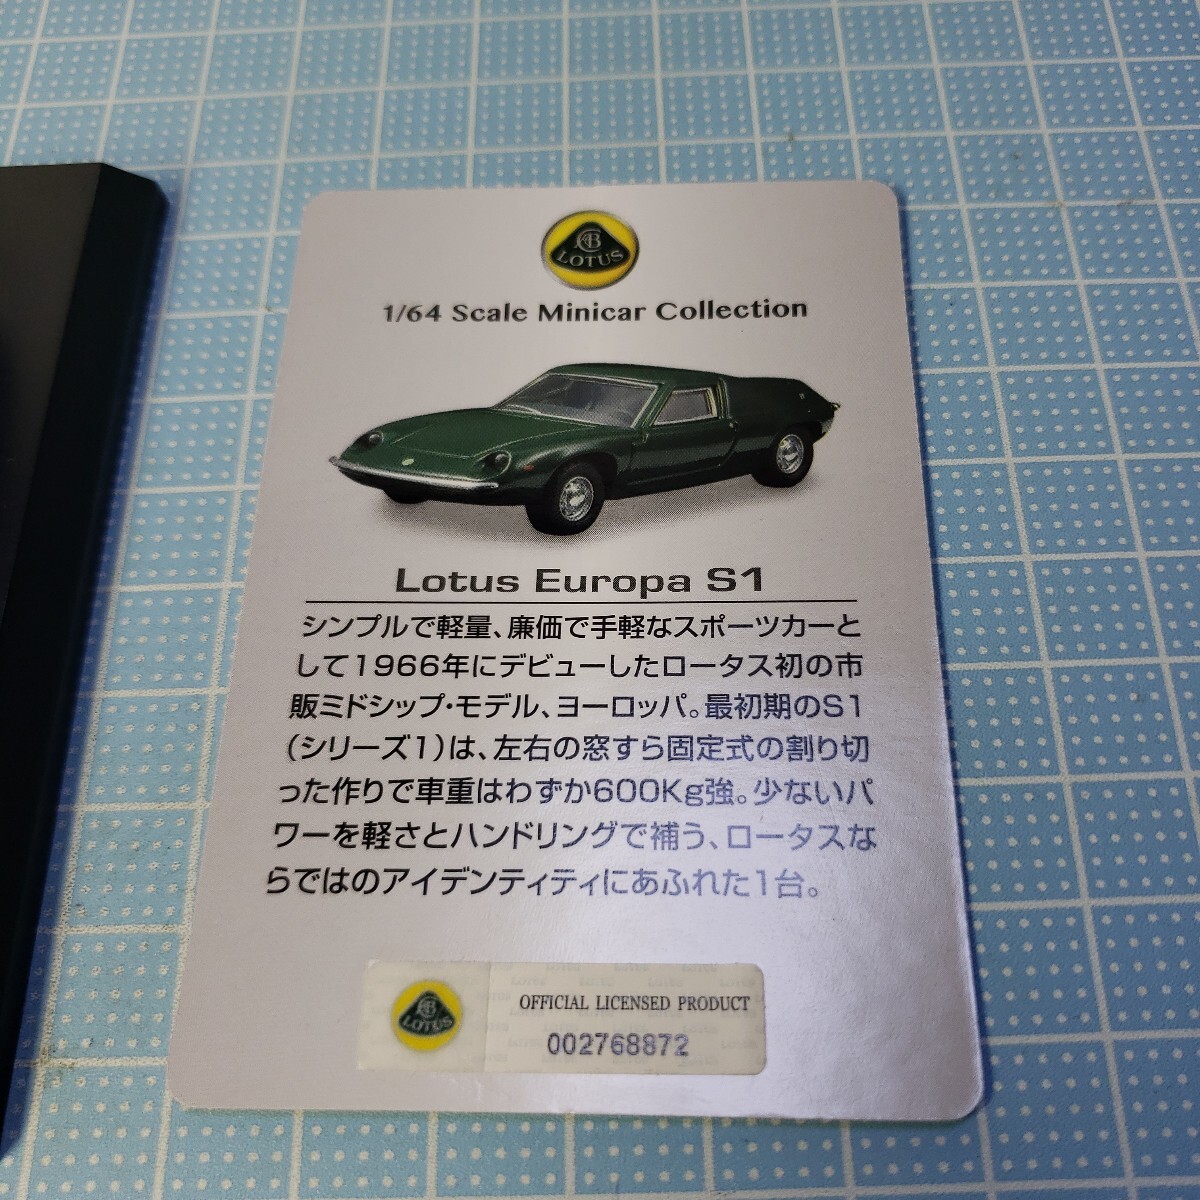 ACB
LOTUS
1/64 Scale Minicar Collection
Lotus Europa S1
シンプルで軽量、廉価で手軽なスポーツカーと
して1966年にデビューしたロータス初の市
販ミドシップ・モデル、ヨーロッパ。最初期のS1
（シリーズ1）は、左右の窓すら固定式の割り切
った作りで車重はわずか600Kg強。少ないパ
ワーを軽さとハンドリングで補う、ロータスな
らではのアイデンティティにあふれた1台。
LOTUS
OFFICIAL LICENSED PRODUCT
002768872